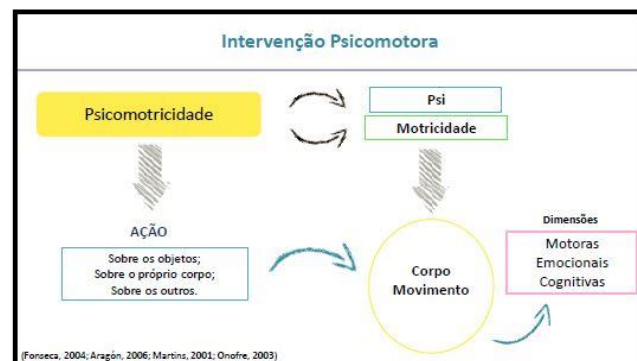 Intervenção Psicomotora
Psicomotricidade
Psi
Motricidade
AÇÃO
Sobre os objetos;
Sobre o próprio corpo;
Sobre os outros.
Corpo
Movimento
Dimensões
Motoras
Emocionais
Cognitivas
(Fonseca, 2004; Aragón, 2006; Martins, 2001; Onofre, 2003)